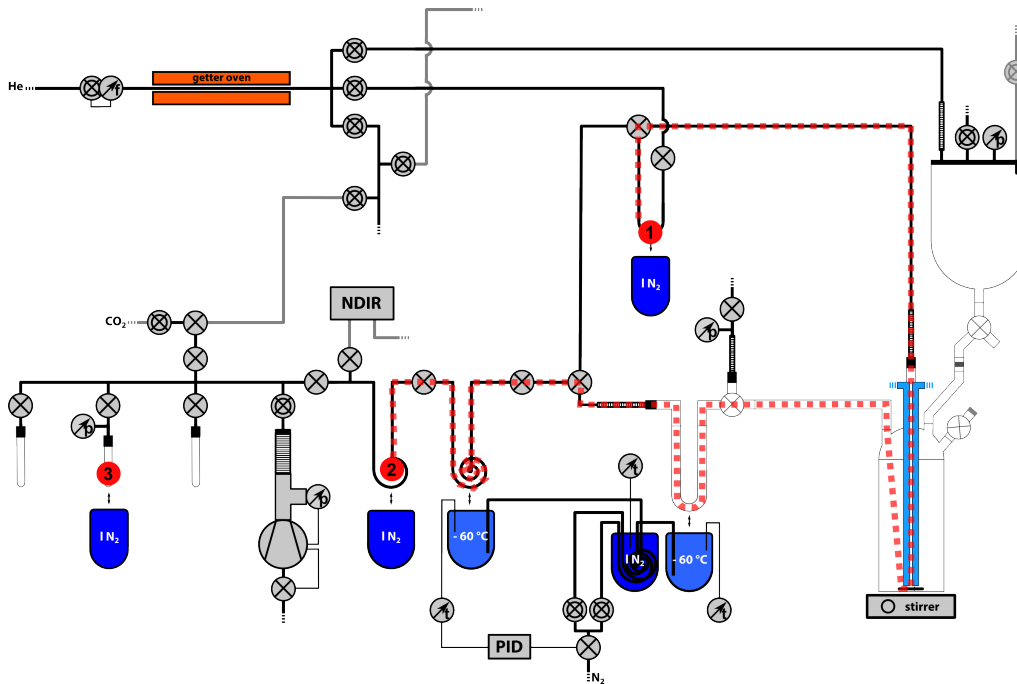 getter oven
He
f
p
1
l N₂
NDIR
CO₂
p
p
2
3
t
p
l N₂
l N₂
- 60 °C
l N₂
- 60 °C
t
t
stirrer
PID
N₂